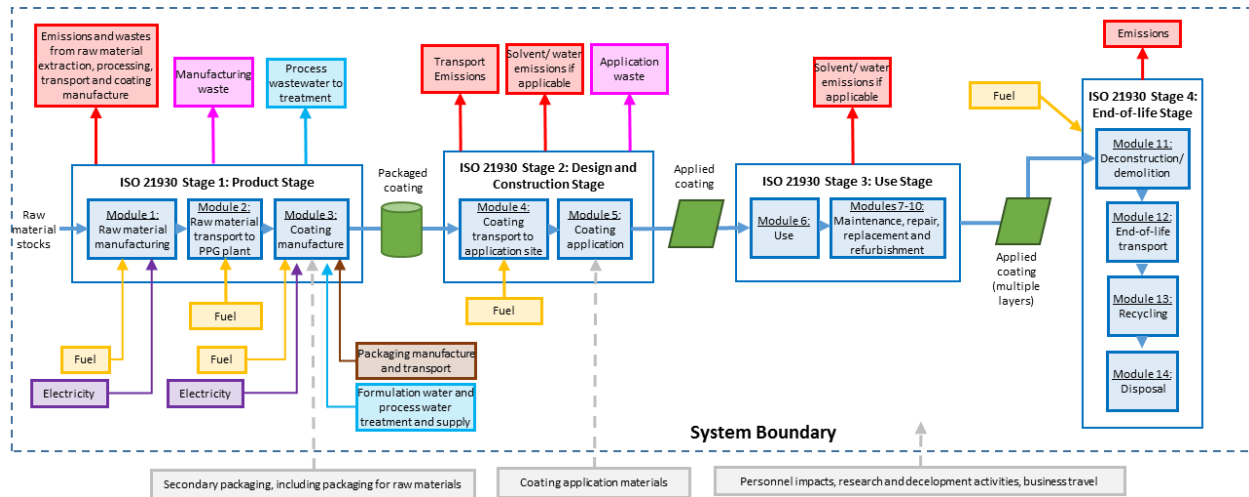 Emissions and wastes
from raw material
extraction, processing,
transport and coating
manufacture
Manufacturing
waste
Process
wastewater to
treatment
Transport
Emissions
Solvent/ water
emissions if
applicable
Application
waste
Solvent/ water
emissions if
applicable
Emissions
Fuel
ISO 21930 Stage 1: Product Stage
Raw
material
stocks
Module 1:
Raw material
manufacturing
Module 2:
Raw material
transport to
PPG plant
Module 3:
Coating
manufacture
Packaged
coating
ISO 21930 Stage 2: Design and
Construction Stage
Module 4:
Coating
transport to
application site
Module 5:
Coating
application
Applied
coating
ISO 21930 Stage 3: Use Stage
Module 6:
Use
Modules 7-10:
Maintenance, repair,
replacement and
refurbishment
Applied
coating
(multiple
layers)
ISO 21930 Stage 4:
End-of-life Stage
Module 11:
Deconstruction/
demolition
Module 12:
End-of-life
transport
Module 13:
Recycling
Module 14:
Disposal
Fuel
Electricity
Fuel
Fuel
Electricity
Packaging manufacture
and transport
Formulation water and
process water
treatment and supply
Fuel
System Boundary
Secondary packaging, including packaging for raw materials
Coating application materials
Personnel impacts, research and development activities, business travel